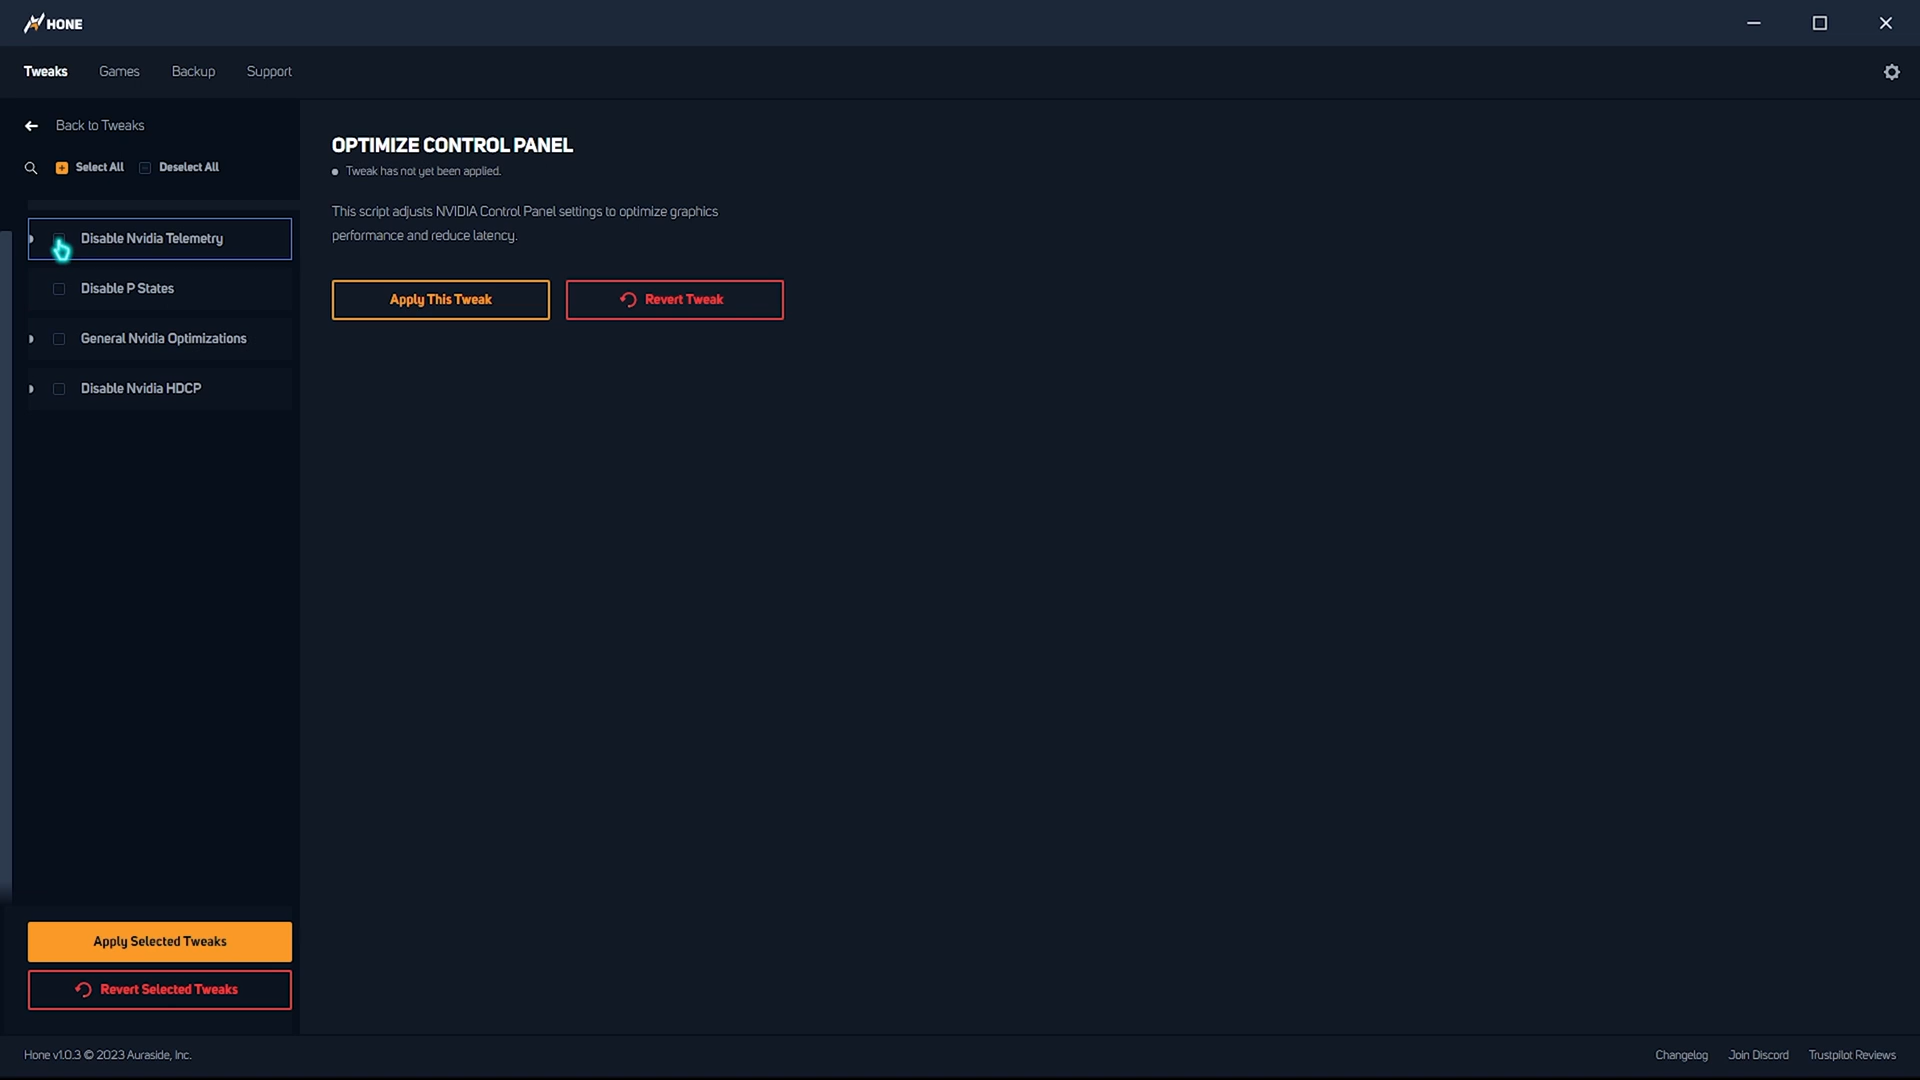 HONE
Tweaks Games Backup Support
Back to Tweaks
Select All Deselect All
OPTIMIZE CONTROL PANEL
Tweak has not yet been applied.
This script adjusts NVIDIA Control Panel settings to optimize graphics
performance and reduce latency.
Disable Nvidia Telemetry
Disable P States
Apply This Tweak Revert Tweak
General Nvidia Optimizations
Disable Nvidia HDCP
Apply Selected Tweaks
Revert Selected Tweaks
Hone v1.0.3 © 2023 Auraside, Inc.
Changelog Join Discord Trustpilot Reviews